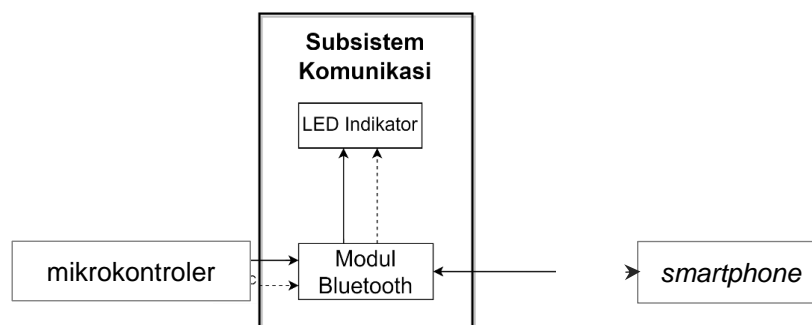 Subsistem
Komunikasi
LED Indikator
mikrokontroler
Modul
Bluetooth
smartphone